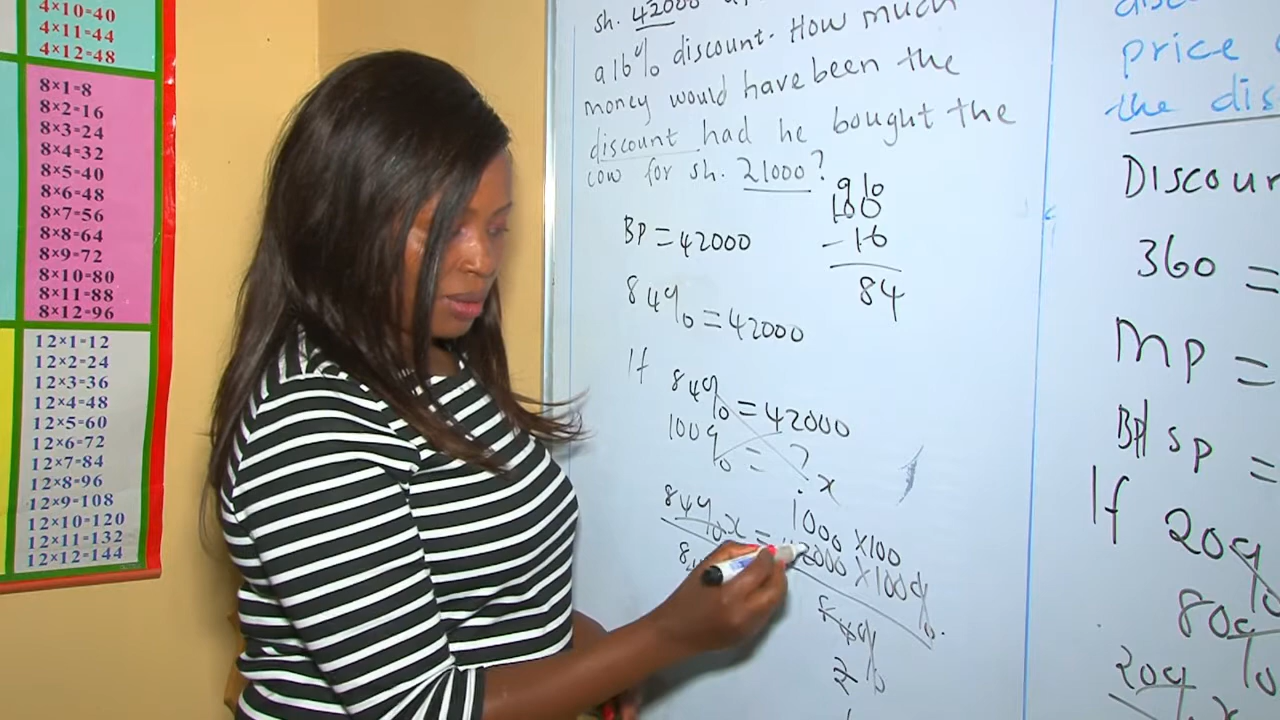 4×10=40
4×11=44
4×12=48
8×1=8
8×2=16
8×3=24
8×4=32
8×5=40
8×6=48
8×7=56
8×8=64
8×9=72
8×10=80
8×11=88
8×12=96
12×1=12
12×2=24
12×3=36
12×4=48
12×5=60
12×6=72
12×7=84
12×8=96
12×9=108
12×10=120
12×11=132
12×12=144
sh. 42000
a 16% discount. How much
money would have been the
discount had he bought the
cow for sh. 21000?
9 10
100
- 16
84
BP = 42000
84% = 42000
If
84% = 42000
100% = ? x
1000 × 100
84% x = 42000 × 100%
84%
2
1
price
the dis
Discoun
360 =
MP =
BP/SP =
If 20%
80%
20% x